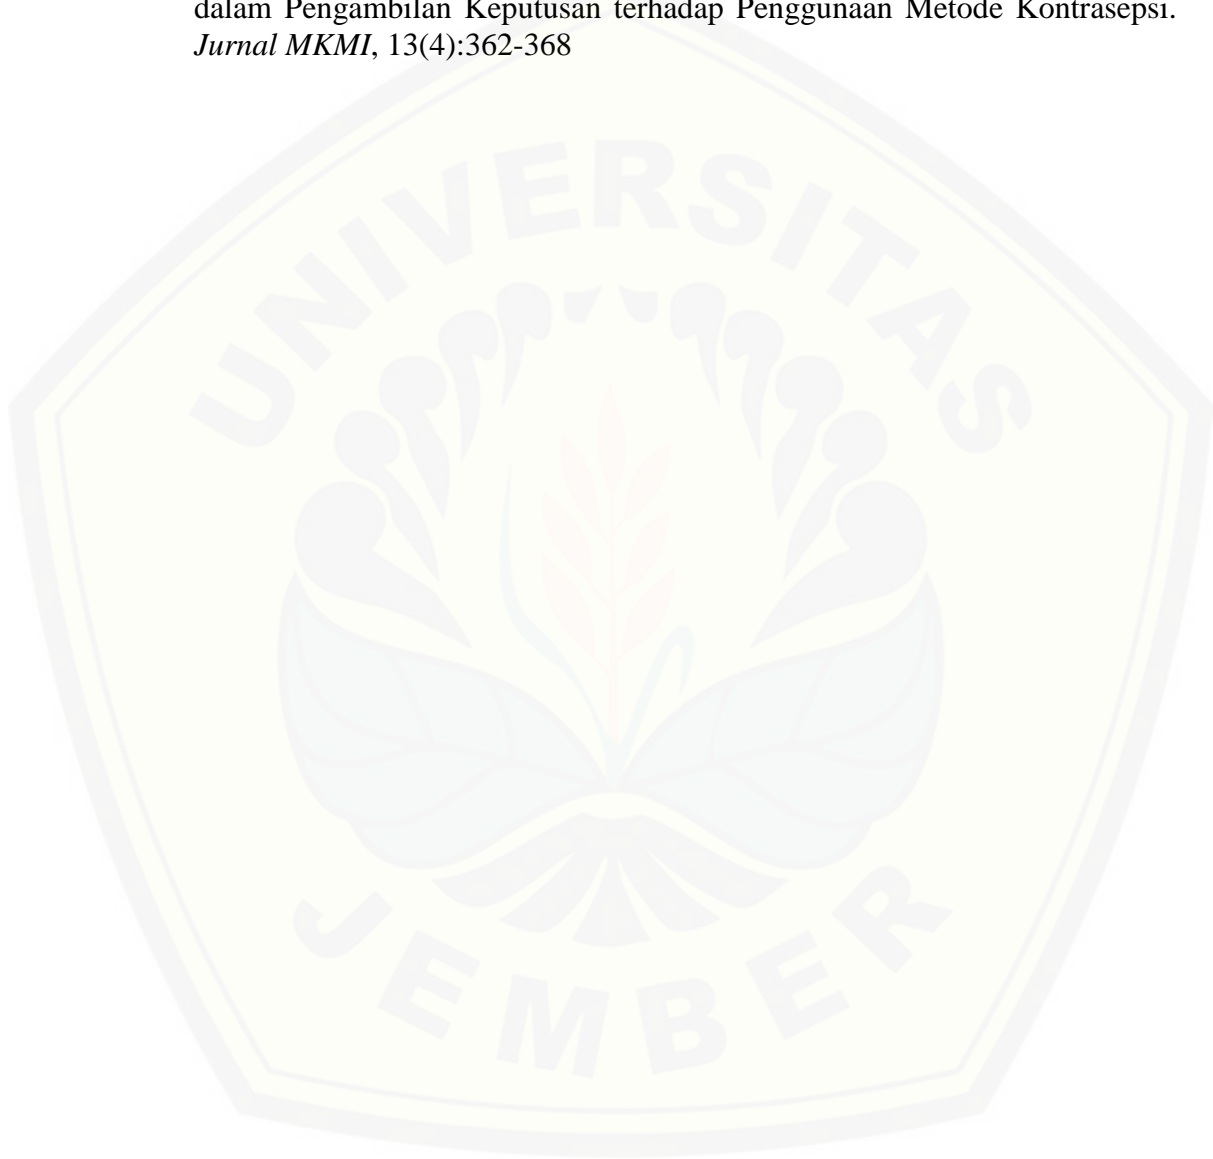 dalam Pengambilan Keputusan terhadap Penggunaan Metode Kontrasepsi.
Jurnal MKMI, 13(4):362-368
UNIVERSITAS
JEMBER